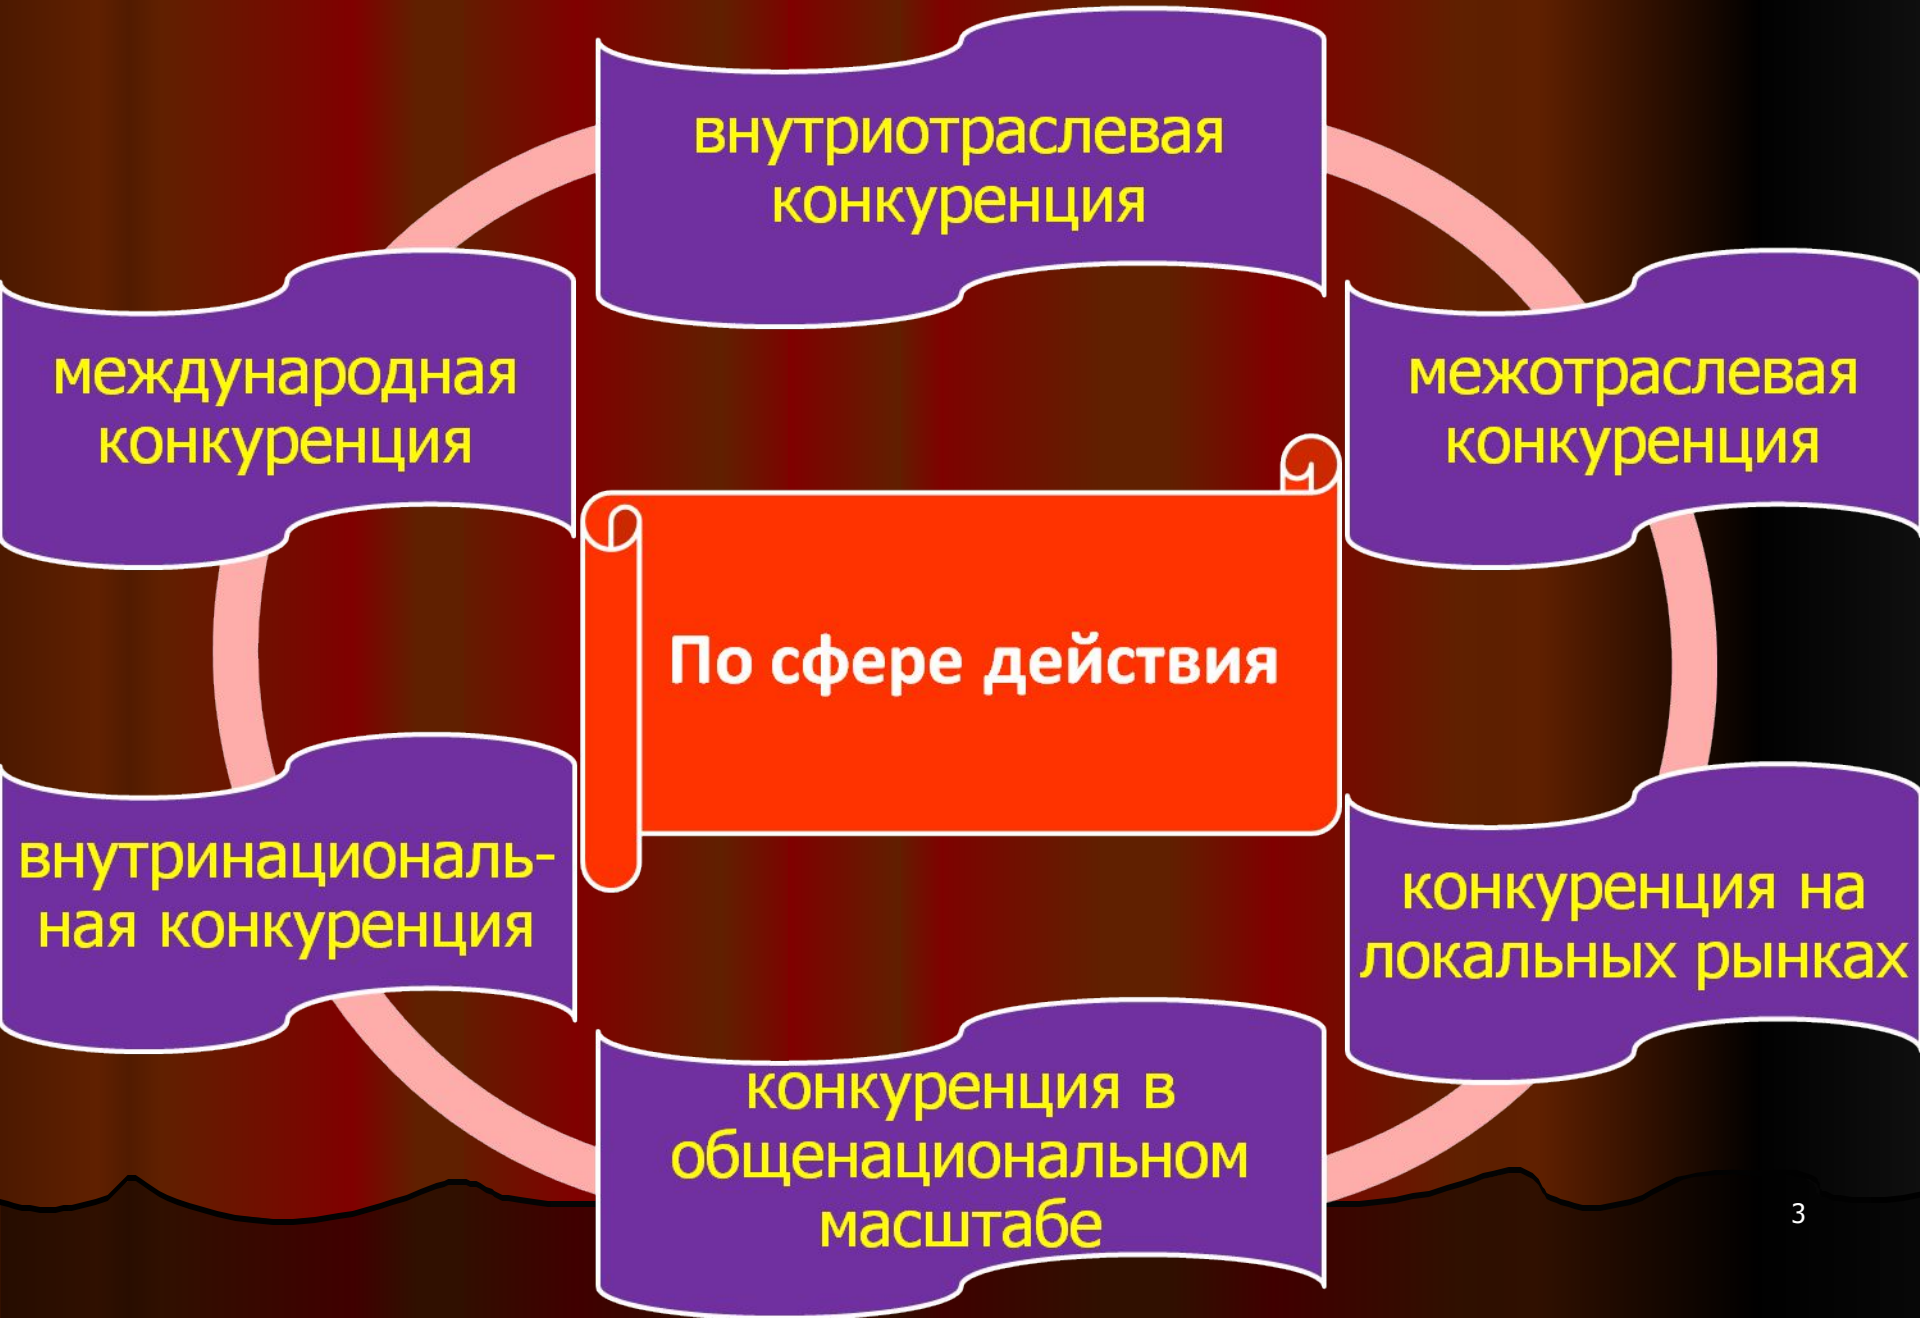 внутриотраслевая
конкуренция
международная
конкуренция
межотраслевая
конкуренция
По сфере действия
внутринациональ-
ная конкуренция
конкуренция на
локальных рынках
конкуренция в
общенациональном
масштабе
3